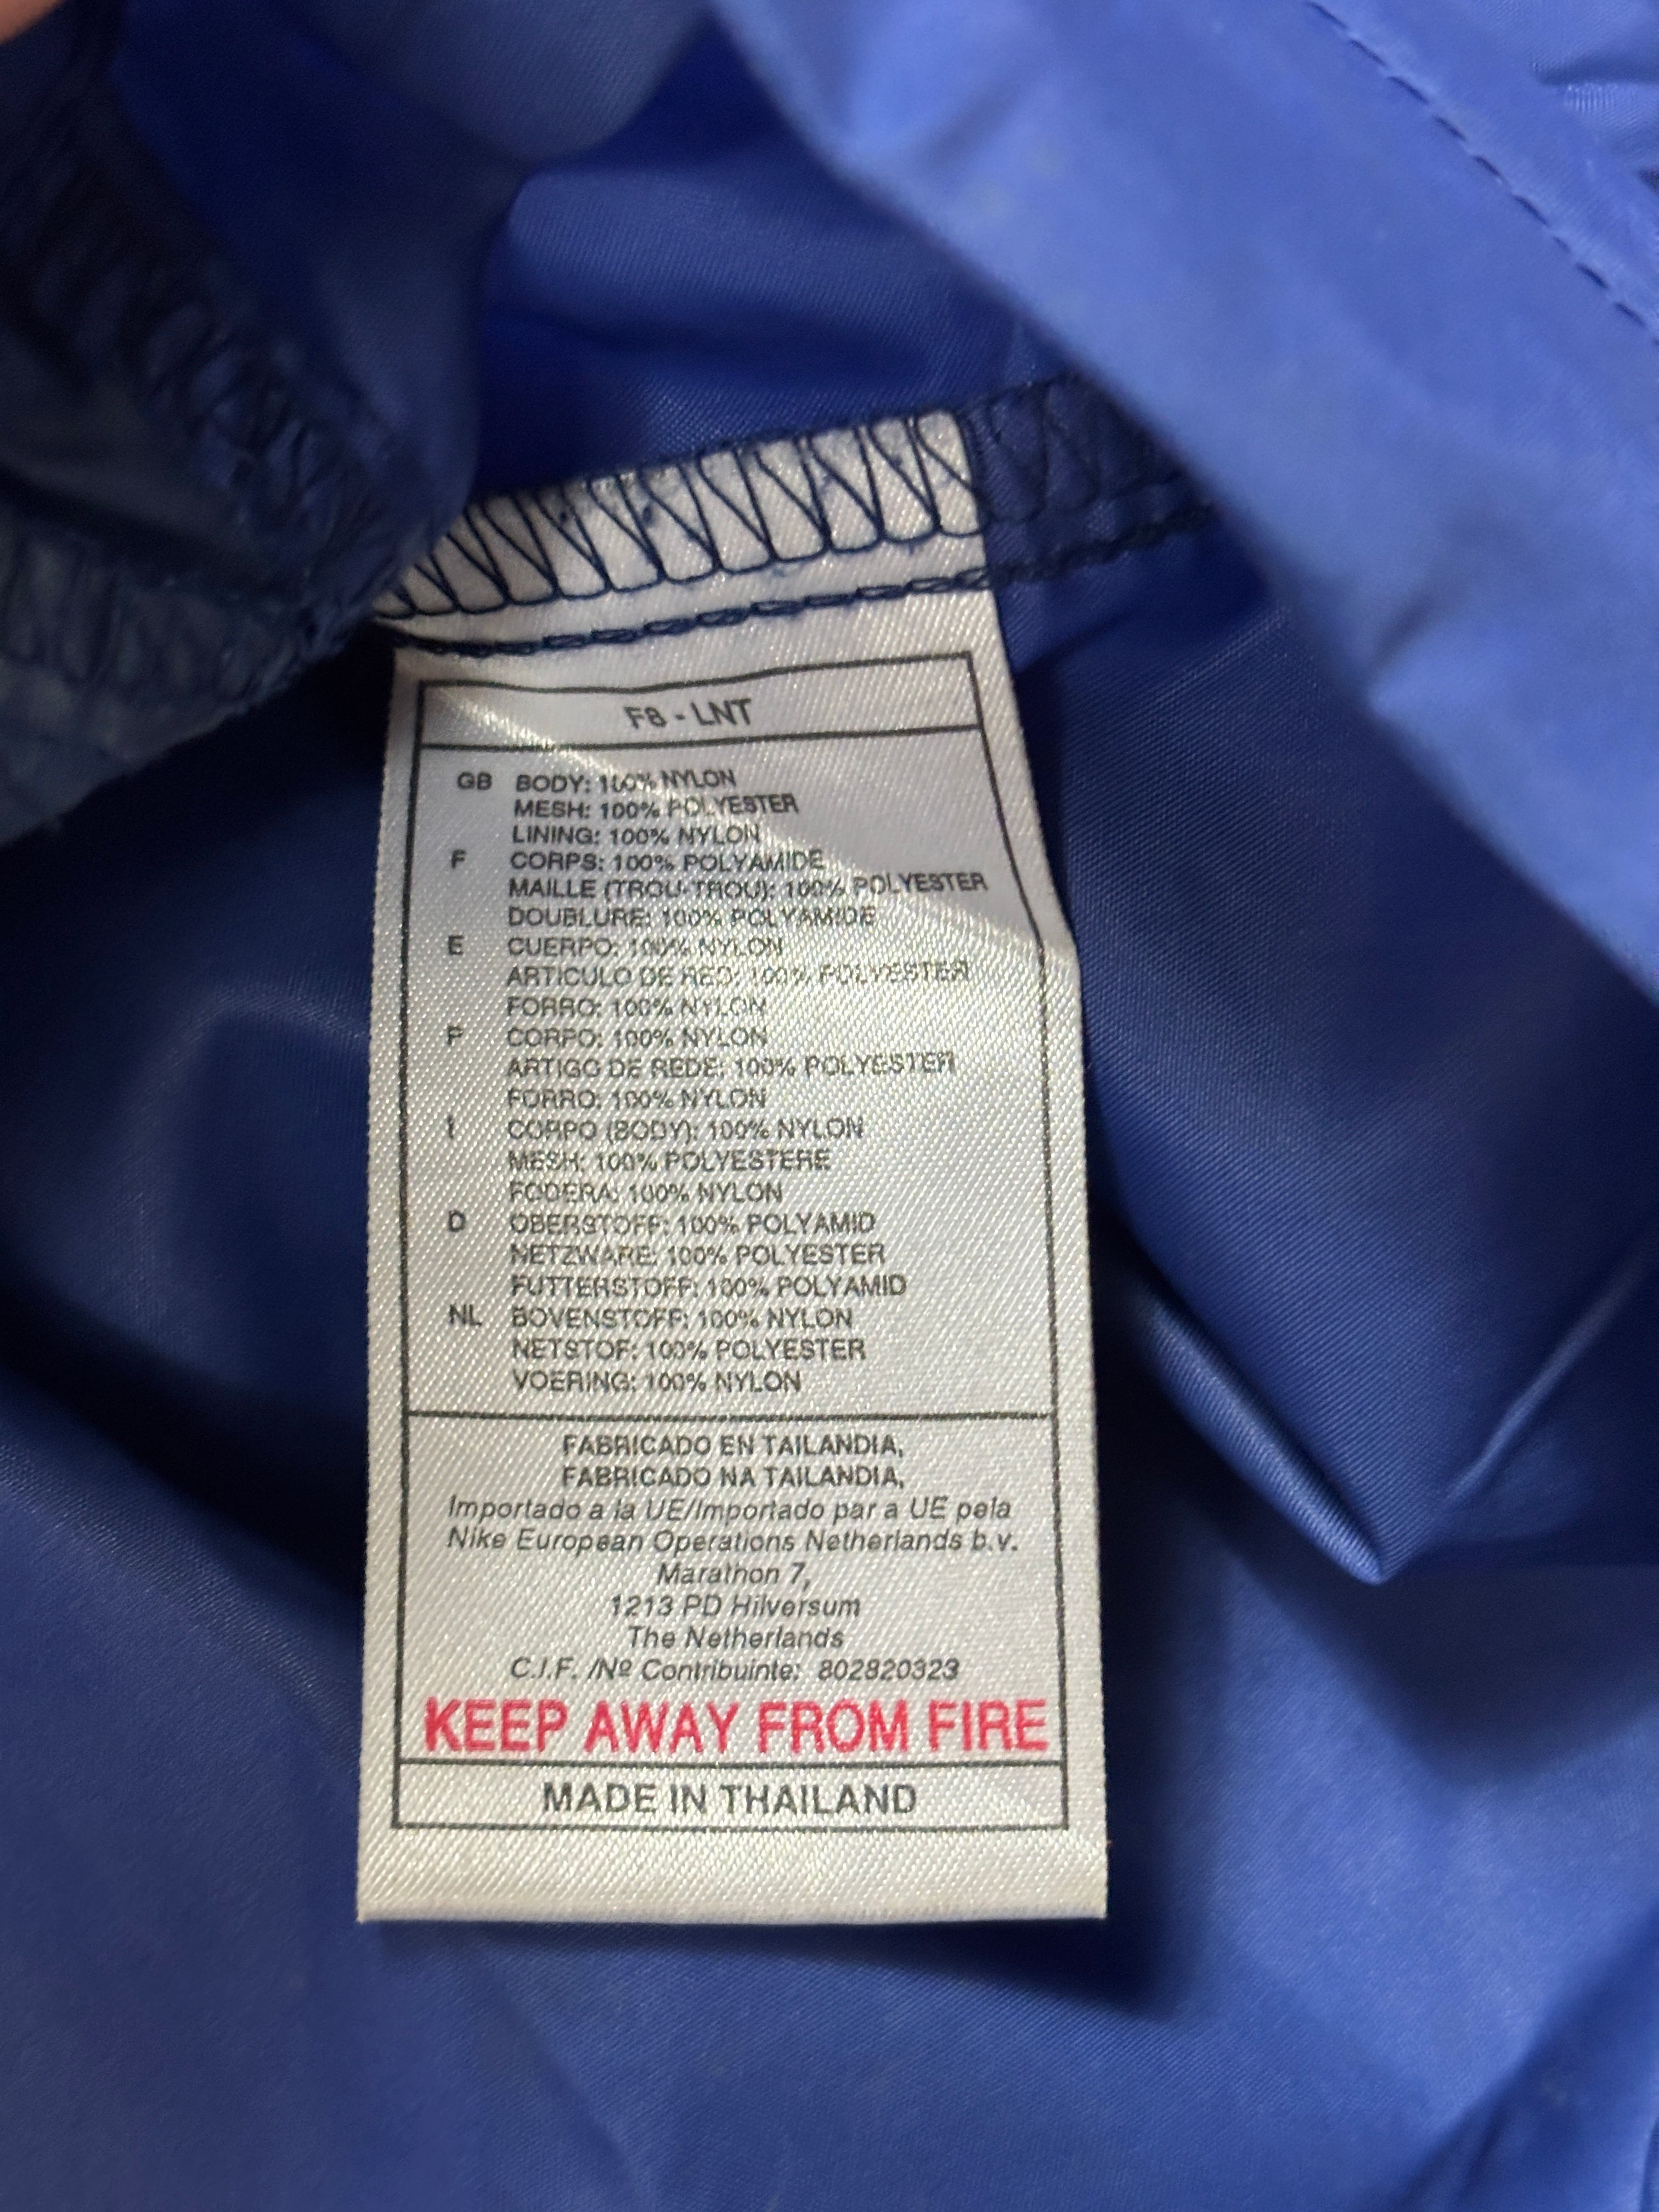 F8 - LNT
GB BODY: 100% NYLON
MESH: 100% POLYESTER
LINING: 100% NYLON
F CORPS: 100% POLYAMIDE
MAILLE (TROU-TROU): 100% POLYESTER
DOUBLURE: 100% POLYAMIDE
E CUERPO: 100% NYLON
ARTICULO DE RED: 100% POLYESTER
FORRO: 100% NYLON
P CORPO: 100% NYLON
ARTIGO DE REDE: 100% POLYESTER
FORRO: 100% NYLON
I CORPO (BODY): 100% NYLON
MESH: 100% POLYESTERE
FODERA: 100% NYLON
D OBERSTOFF: 100% POLYAMID
NETZWARE: 100% POLYESTER
FUTTERSTOFF: 100% POLYAMID
NL BOVENSTOFF: 100% NYLON
NETSTOF: 100% POLYESTER
VOERING: 100% NYLON
FABRICADO EN TAILANDIA,
FABRICADO NA TAILANDIA,
Importado a la UE/Importado par a UE pela
Nike European Operations Netherlands b.v.
Marathon 7,
1213 PD Hilversum
The Netherlands
C.I.F. /Nº Contribuinte: 802820323
KEEP AWAY FROM FIRE
MADE IN THAILAND